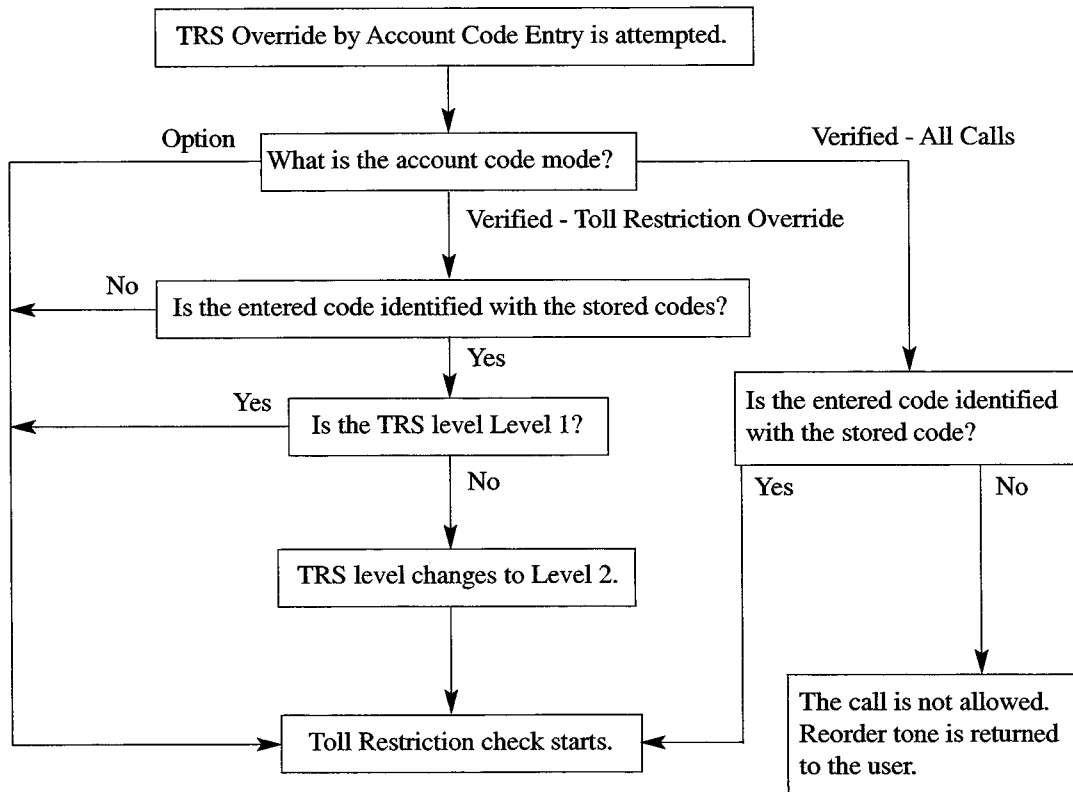 TRS Override by Account Code Entry is attempted.
Option
Verified - All Calls
What is the account code mode?
Verified - Toll Restriction Override
No
Is the entered code identified with the stored codes?
Yes
Yes
Is the TRS level Level 1?
Is the entered code identified
with the stored code?
No
Yes
No
TRS level changes to Level 2.
The call is not allowed.
Reorder tone is returned
to the user.
Toll Restriction check starts.